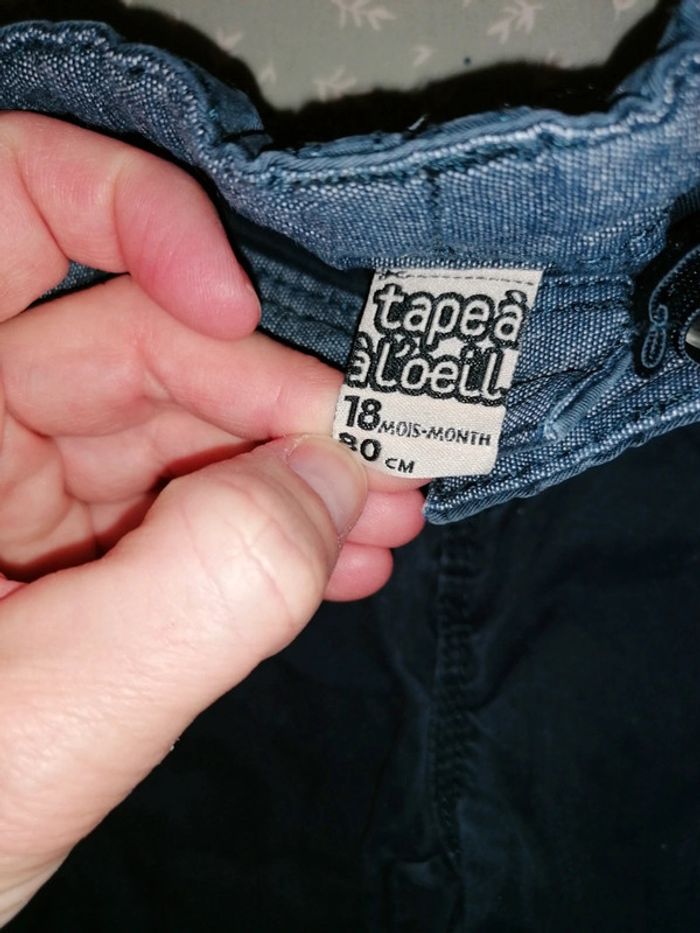 tape à
à l'oeil
18 MOIS-MONTH
80 CM